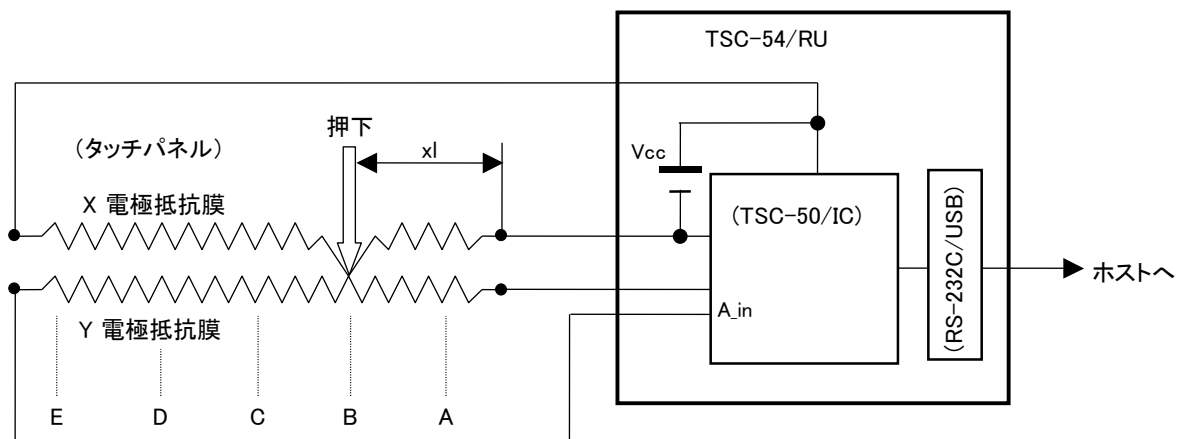 TSC-54/RU
押下
(タッチパネル)
xl
Vcc
X 電極抵抗膜
(TSC-50/IC)
(RS-232C/USB)
ホストへ
A_in
Y 電極抵抗膜
E D C B A